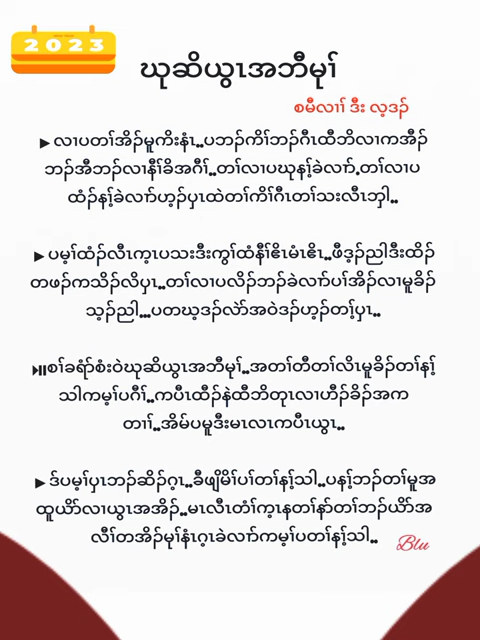 2023
ဃုဆိယွၤအဘီမုၢ်
စမီလၢၢ် ဒီး လ့ဒၣ်
▶ လၢပတၢ်အိၣ်မူကိးနံၤ..ပဘၣ်ကိၢ်ဘၣ်ဂီၤထီဘိလၢကအီၣ်
ဘၣ်အီဘၣ်လၢနီၢ်ခိအဂီၢ်..တၢ်လၢပဃုန့ၢ်ခဲလၢာ်.တၢ်လၢပ
ထံၣ်န့ၢ်ခဲလၢာ်ဟ့ၣ်ပှၤထဲတၢ်ကိၢ်ဂီၤတၢ်သးလီၤဘှါ..
▶ ပမ့ၢ်ထံၣ်လီၤက့ၤပသးဒီးကွၢ်ထံနီၢ်ဧိၤမံၤဧိၤ..ဖီဒ့ၣ်ညါဒီးထိၣ်
တဖၣ်ကသိၣ်လိပှၤ..တၢ်လၢပလိၣ်ဘၣ်ခဲလၢာ်ပၢ်အိၣ်လၢမူခိၣ်
သ့ၣ်ညါ...ပတဃ့ဒၣ်လဲာ်အဝဲဒၣ်ဟ့ၣ်တ့ၢ်ပှၤ..
⏯စၢ်ခရံာ်စံးဝဲဃုဆိယွၤအဘီမုၢ်..အတၢ်တီတၢ်လိၤမူခိၣ်တၢ်န့ၢ်
သါကမ့ၢ်ပဂီၢ်..ကပီၤထီၣ်နဲထီဘိတုၤလၢဟီၣ်ခိၣ်အက
တၢၢ်..အိမ်ပမူဒီးမၤလၤကပီၤယွၤ..
▶ ဒ်ပမ့ၢ်ပှၤဘၣ်ဆိၣ်ဂ့ၤ..ခီဖျိမိၢ်ပၢ်တၢ်န့ၢ်သါ..ပန့ၢ်ဘၣ်တၢ်မူအ
ထူယိာ်လၢယွၤအအိၣ်..မၤလီၤတံၢ်က့ၤနတၢ်နာ်တၢ်ဘၣ်ယိာ်အ
လီၢ်တအိၣ်မုၢ်နံၤဂ့ၤခဲလၢာ်ကမ့ၢ်ပတၢ်န့ၢ်သါ..
Blu